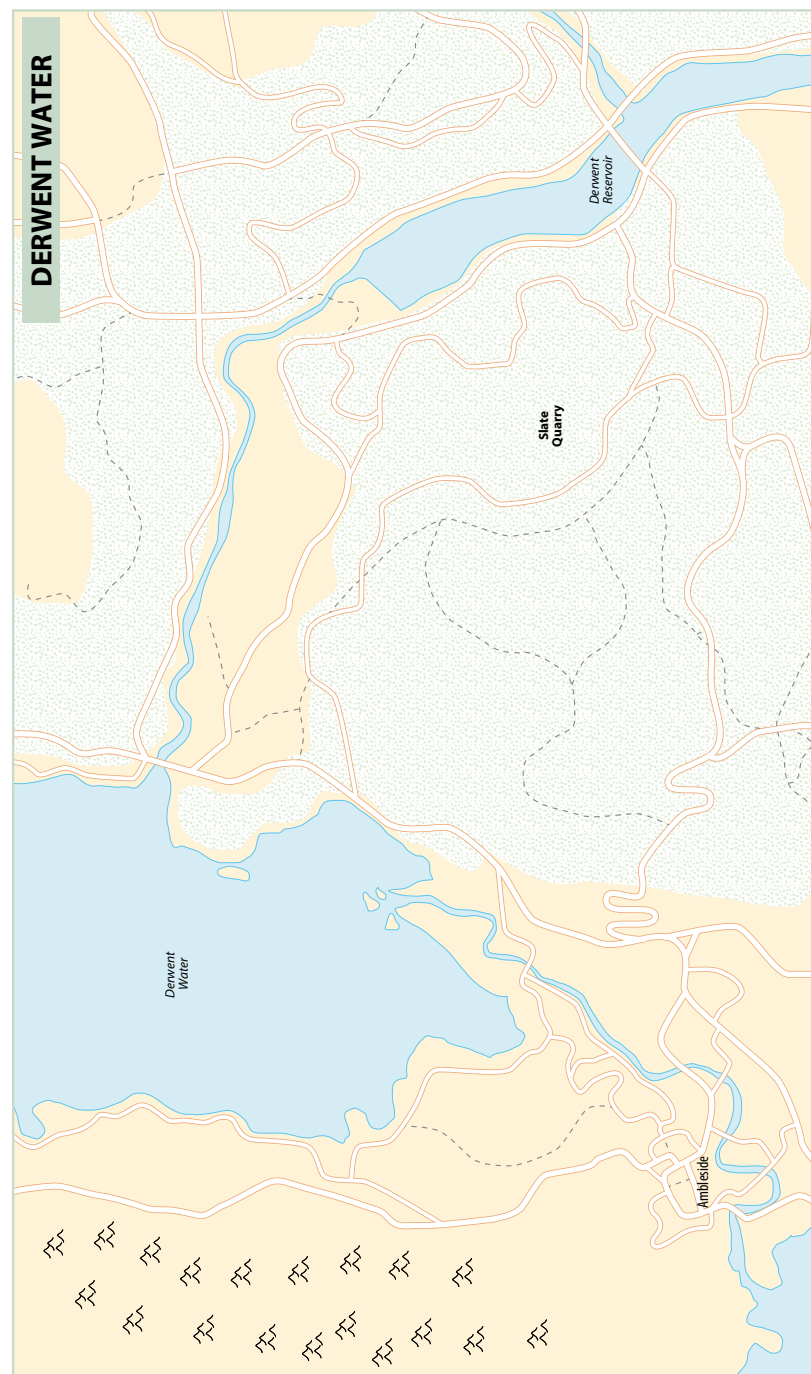 DERWENT WATER
Derwent
Reservoir
Slate
Quarry
Derwent
Water
Ambleside